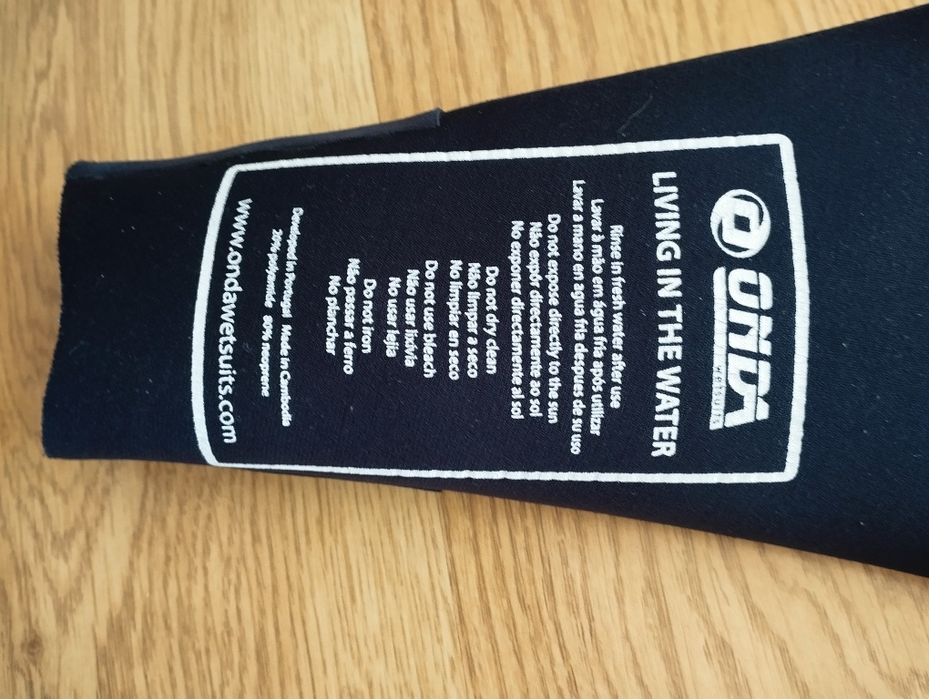 ONDA
wetsuits
LIVING IN THE WATER
Rinse in fresh water after use
Lavar à mão em água fria após utilizar
Lavar a mano en agua fria despues de su uso
Do not expose directly to the sun
Não expôr directamente ao sol
No exponer directamente al sol
Do not dry clean
Não limpar a seco
No limpiar en seco
Do not use bleach
Não usar lixívia
No usar lejia
Do not iron
Não passar a ferro
No planchar
Developed in Portugal Made in Cambodia
20% polyamide 80% neoprene
www.ondawetsuits.com